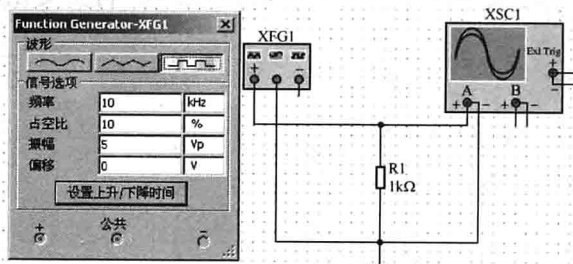 Function Generator-XFG1
波形
信号选项
频率 10 kHz
占空比 10 %
振幅 5 Vp
偏移 0 V
设置上升/下降时间
+ 公共 -
XFG1
+ -
XSC1
Ext Trig
+
-
A B
+ - + -
R1
1kΩ